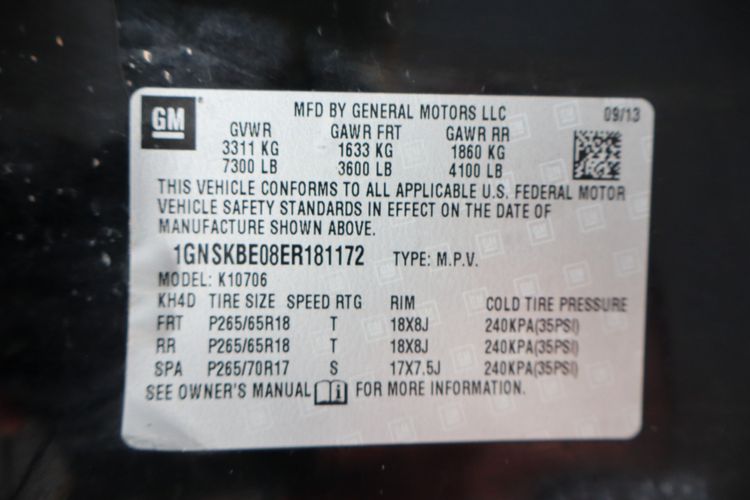 GM MFD BY GENERAL MOTORS LLC 09/13
GVWR GAWR FRT GAWR RR
3311 KG 1633 KG 1860 KG
7300 LB 3600 LB 4100 LB
THIS VEHICLE CONFORMS TO ALL APPLICABLE U.S. FEDERAL MOTOR
VEHICLE SAFETY STANDARDS IN EFFECT ON THE DATE OF
MANUFACTURE SHOWN ABOVE.
1GNSKBE08ER181172 TYPE: M.P.V.
MODEL: K10706
KH4D TIRE SIZE SPEED RTG RIM COLD TIRE PRESSURE
FRT P265/65R18 T 18X8J 240KPA(35PSI)
RR P265/65R18 T 18X8J 240KPA(35PSI)
SPA P265/70R17 S 17X7.5J 240KPA(35PSI)
SEE OWNER'S MANUAL i FOR MORE INFORMATION.